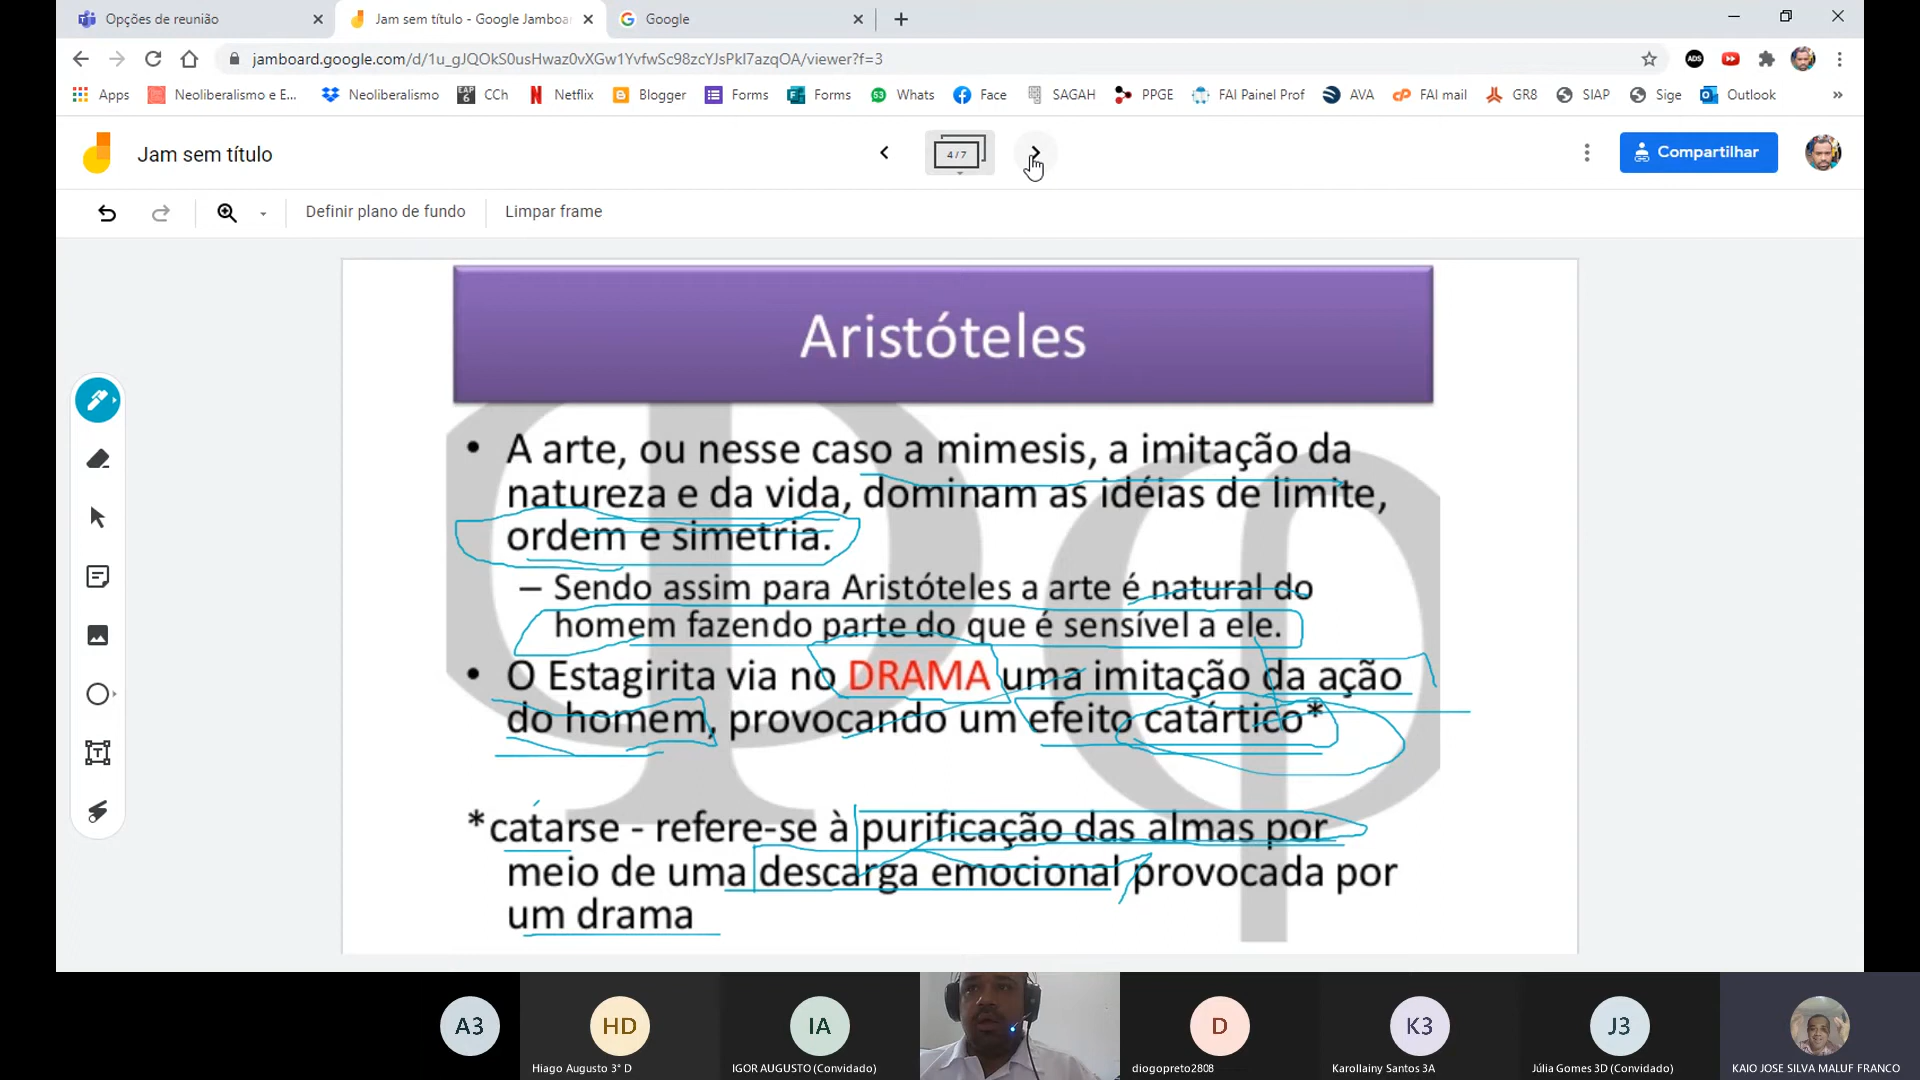 Opções de reunião
Jam sem título - Google Jamboa
Google
jamboard.google.com/d/1u_gJQOkS0usHwaz0vXGw1YvfwSc98zcYJsPkI7azqOA/viewer?f=3
ADS
Apps
Neoliberalismo e E...
Neoliberalismo
CCh
Netflix
Blogger
Forms
Forms
53
Whats
Face
SAGAH
PPGE
FAI Painel Prof
AVA
FAI mail
GR8
SIAP
Sige
Outlook
Jam sem título
4 / 7
Compartilhar
Definir plano de fundo
Limpar frame
Aristóteles
• A arte, ou nesse caso a mimesis, a imitação da
natureza e da vida, dominam as idéias de limite,
ordem e simetria.
– Sendo assim para Aristóteles a arte é natural do
homem fazendo parte do que é sensível a ele.
• O Estagirita via no DRAMA uma imitação da ação
do homem, provocando um efeito catártico*
*catarse - refere-se à purificação das almas por
meio de uma descarga emocional provocada por
um drama
A3
HD
IA
D
K3
J3
Hiago Augusto 3° D
IGOR AUGUSTO (Convidado)
diogopreto2808
Karollainy Santos 3A
Júlia Gomes 3D (Convidado)
KAIO JOSE SILVA MALUF FRANCO